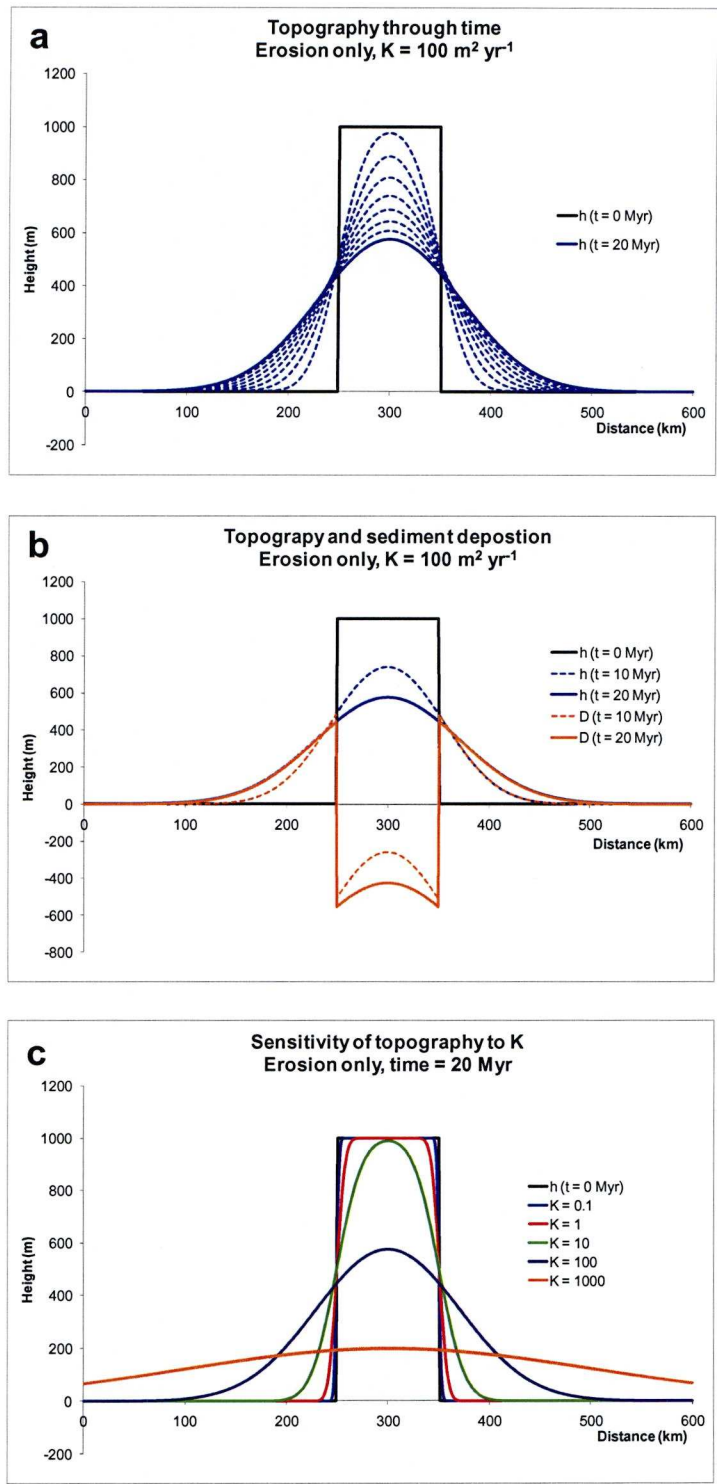 a
Topography through time
Erosion only, K = 100 m² yr⁻¹
1200
1000
800
600
400
200
0
-200
Height (m)
0
100
200
300
400
500
600
Distance (km)
h (t = 0 Myr)
h (t = 20 Myr)
b
Topograpy and sediment depostion
Erosion only, K = 100 m² yr⁻¹
1200
1000
800
600
400
200
0
-200
-400
-600
-800
Height (m)
0
100
200
300
400
500
600
Distance (km)
h (t = 0 Myr)
h (t = 10 Myr)
h (t = 20 Myr)
D (t = 10 Myr)
D (t = 20 Myr)
c
Sensitivity of topography to K
Erosion only, time = 20 Myr
1200
1000
800
600
400
200
0
-200
Height (m)
0
100
200
300
400
500
600
Distance (km)
h (t = 0 Myr)
K = 0.1
K = 1
K = 10
K = 100
K = 1000